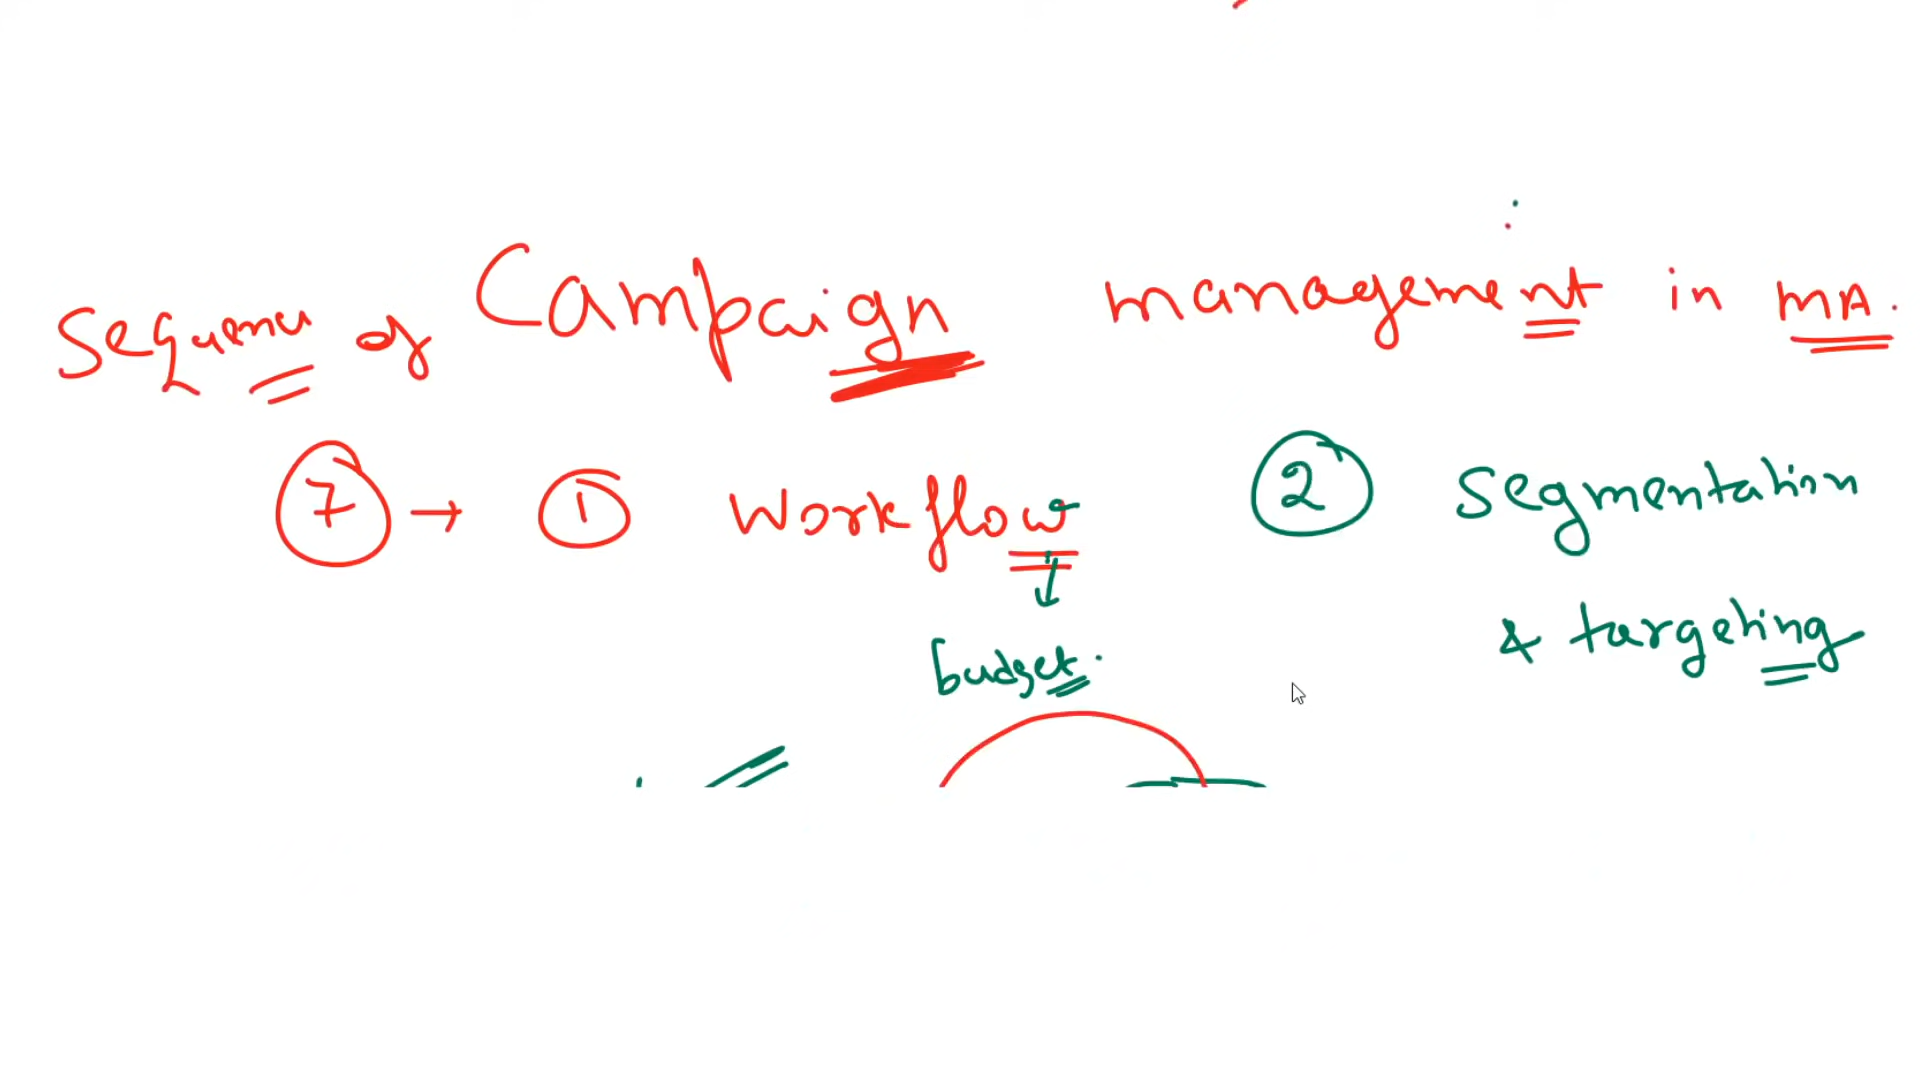 Sequence of Campaign management in MA.
7 → 1 Workflow 2 Segmentation
& targeting
budget.